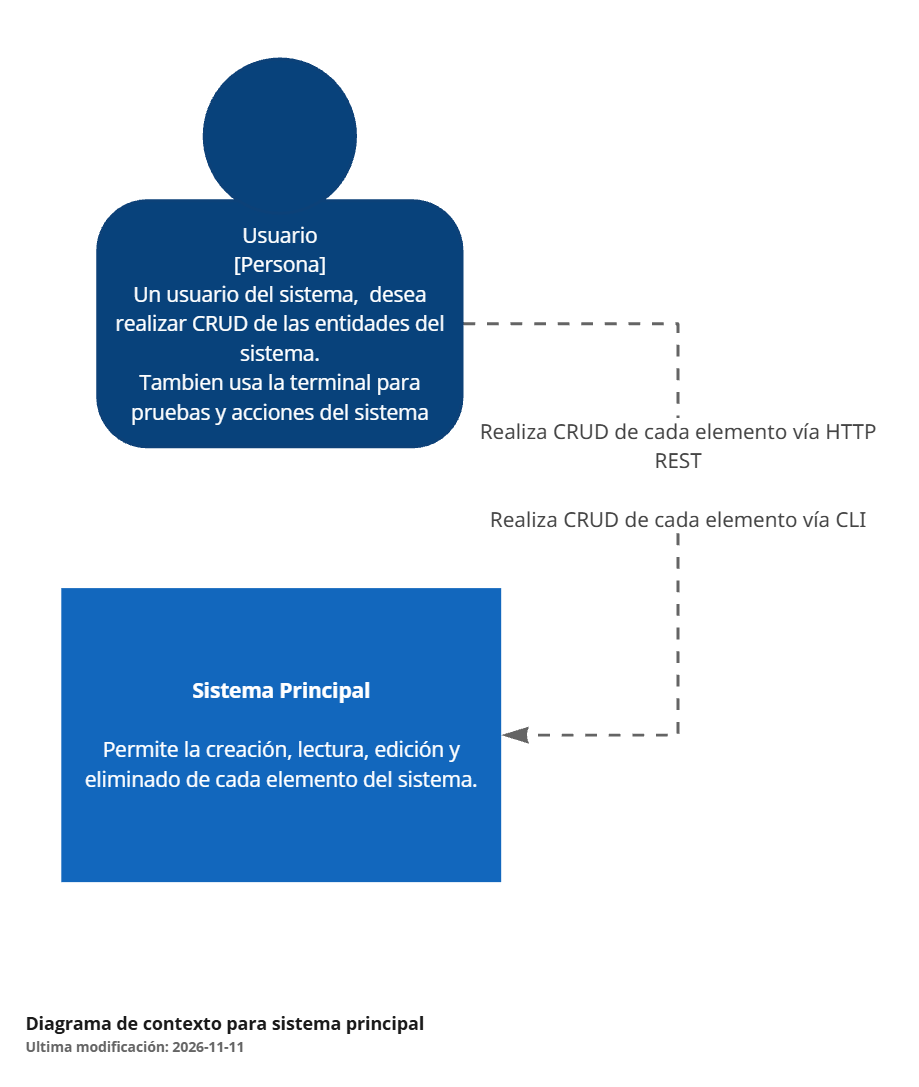 Usuario
[Persona]
Un usuario del sistema,  desea
realizar CRUD de las entidades del
sistema.
Tambien usa la terminal para
pruebas y acciones del sistema
Realiza CRUD de cada elemento vía HTTP
REST
Realiza CRUD de cada elemento vía CLI
Sistema Principal
Permite la creación, lectura, edición y
eliminado de cada elemento del sistema.
Diagrama de contexto para sistema principal
Ultima modificación: 2026-11-11